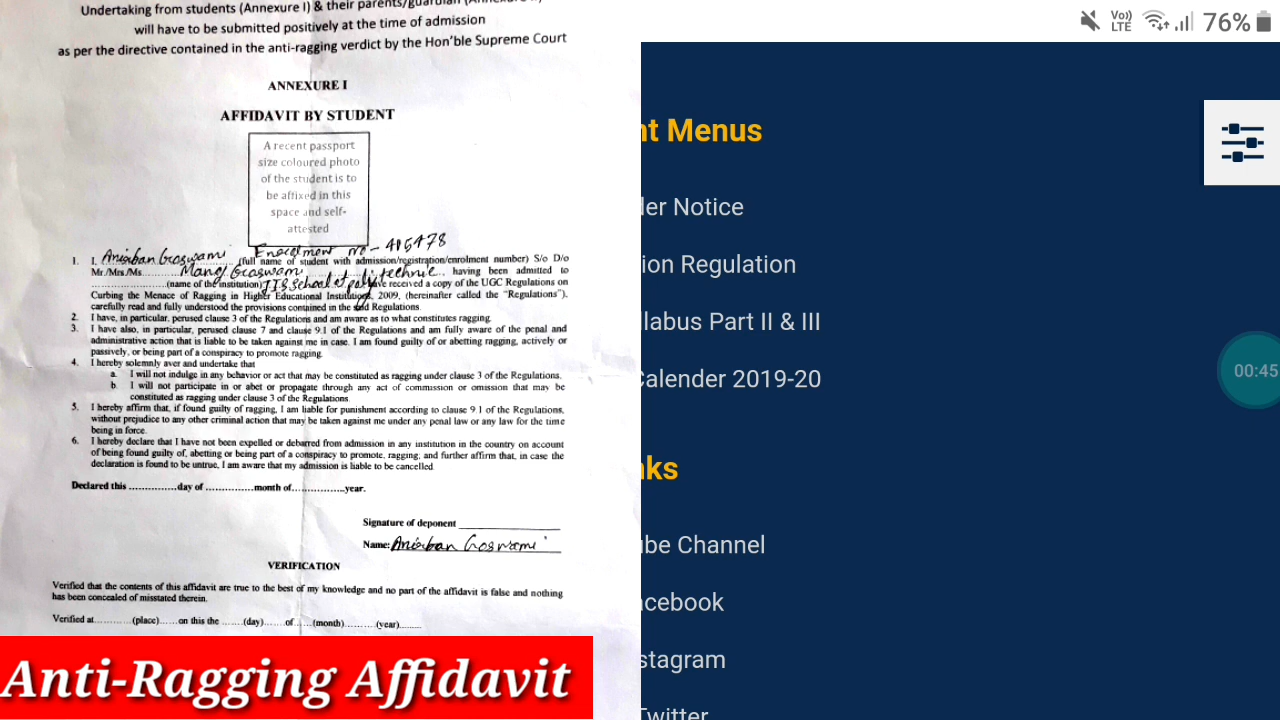 Undertaking from students (Annexure I) & their parents/guardian
will have to be submitted positively at the time of admission
as per the directive contained in the anti-ragging verdict by the Hon'ble Supreme Court
ANNEXURE I
AFFIDAVIT BY STUDENT
A recent passport
size coloured photo
of the student is to
be affixed in this
space and self-
attested
1. I, Anirban Goswami Enrolment no - 415478 (full name of student with admission/registration/enrolment number) S/o D/o
Mr./Mrs./Ms. Manoj Goswami, having been admitted to
(name of the institution) JIS School of polytechnic have received a copy of the UGC Regulations on
Curbing the Menace of Ragging in Higher Educational Institutions, 2009, (hereinafter called the "Regulations"),
carefully read and fully understood the provisions contained in the said Regulations.
2. I have, in particular, perused clause 3 of the Regulations and am aware as to what constitutes ragging.
3. I have also, in particular, perused clause 7 and clause 9.1 of the Regulations and am fully aware of the penal and
administrative action that is liable to be taken against me in case. I am found guilty of or abetting ragging, actively or
passively, or being part of a conspiracy to promote ragging.
4. I hereby solemnly aver and undertake that
a. I will not indulge in any behavior or act that may be constituted as ragging under clause 3 of the Regulations.
b. I will not participate in or abet or propagate through any act of commission or omission that may be
constituted as ragging under clause 3 of the Regulations.
5. I hereby affirm that, if found guilty of ragging, I am liable for punishment according to clause 9.1 of the Regulations,
without prejudice to any other criminal action that may be taken against me under any penal law or any law for the time
being in force.
6. I hereby declare that I have not been expelled or debarred from admission in any institution in the country on account
of being found guilty of, abetting or being part of a conspiracy to promote, ragging, and further affirm that, in case the
declaration is found to be untrue, I am aware that my admission is liable to be cancelled.
Declared this ...............day of ...............month of................year.
Signature of deponent
Name: Anirban Goswami
VERIFICATION
Verified that the contents of this affidavit are true to the best of my knowledge and no part of the affidavit is false and nothing
has been concealed of misstated therein.
Verified at............(place)......on this the .......(day).......of......(month)..........(year)........
Anti-Ragging Affidavit
Vo))
LTE
76%
nt Menus
der Notice
ion Regulation
llabus Part II & III
Calender 2019-20
00:45
nks
ube Channel
acebook
stagram
Twitter